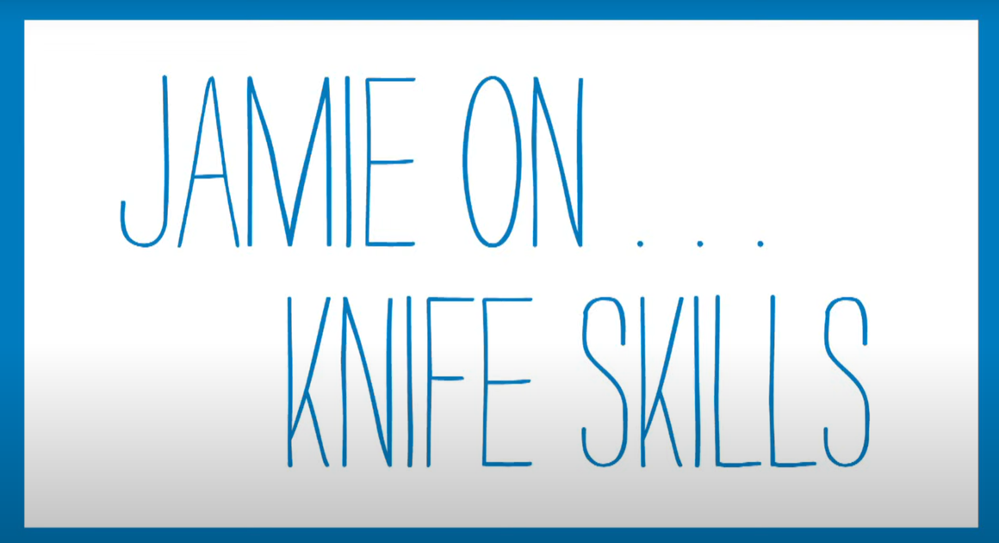 JAMIE ON . . .
KNIFE SKILLS